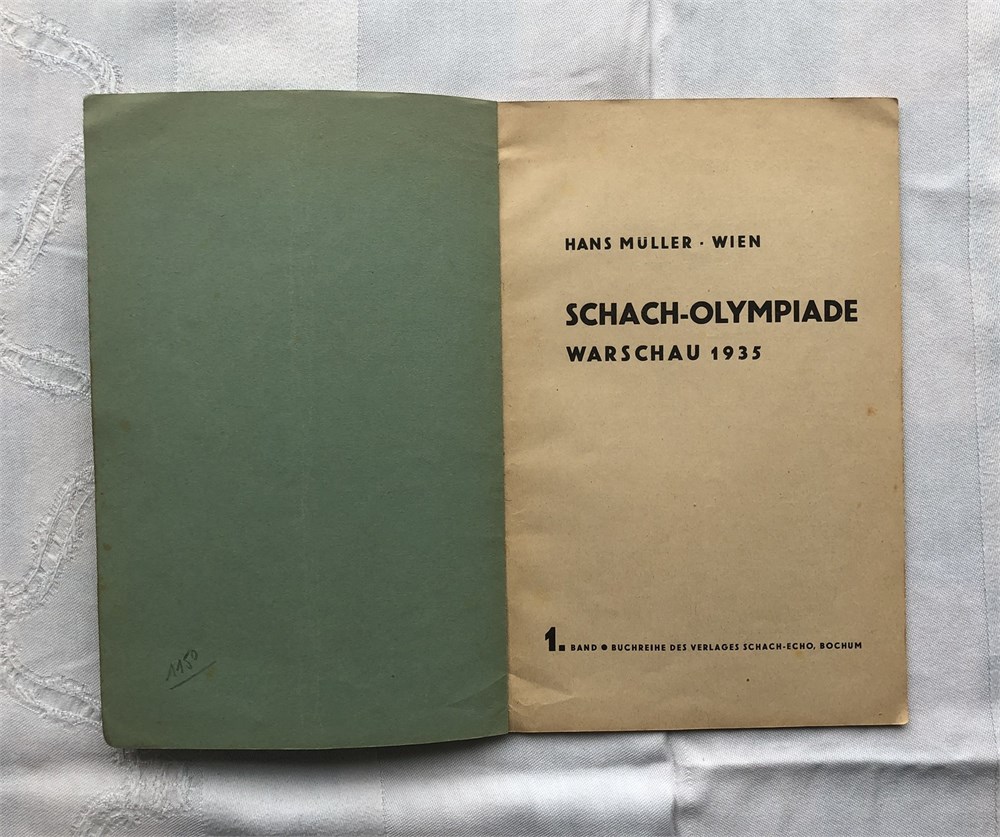 1150
HANS MÜLLER · WIEN
SCHACH-OLYMPIADE
WARSCHAU 1935
1. BAND ● BUCHREIHE DES VERLAGES SCHACH-ECHO, BOCHUM